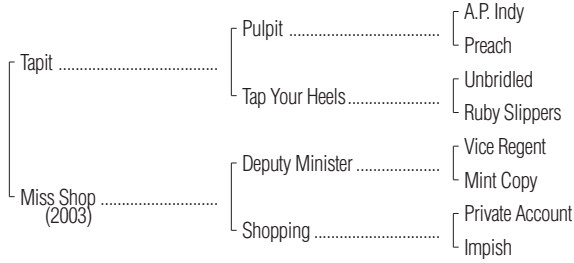 A.P. Indy
Pulpit ........................................
Preach
Tapit ..........................................
Unbridled
Tap Your Heels.......................
Ruby Slippers
Vice Regent
Deputy Minister .....................
Mint Copy
Miss Shop ..............................
(2003)
Private Account
Shopping ................................
Impish